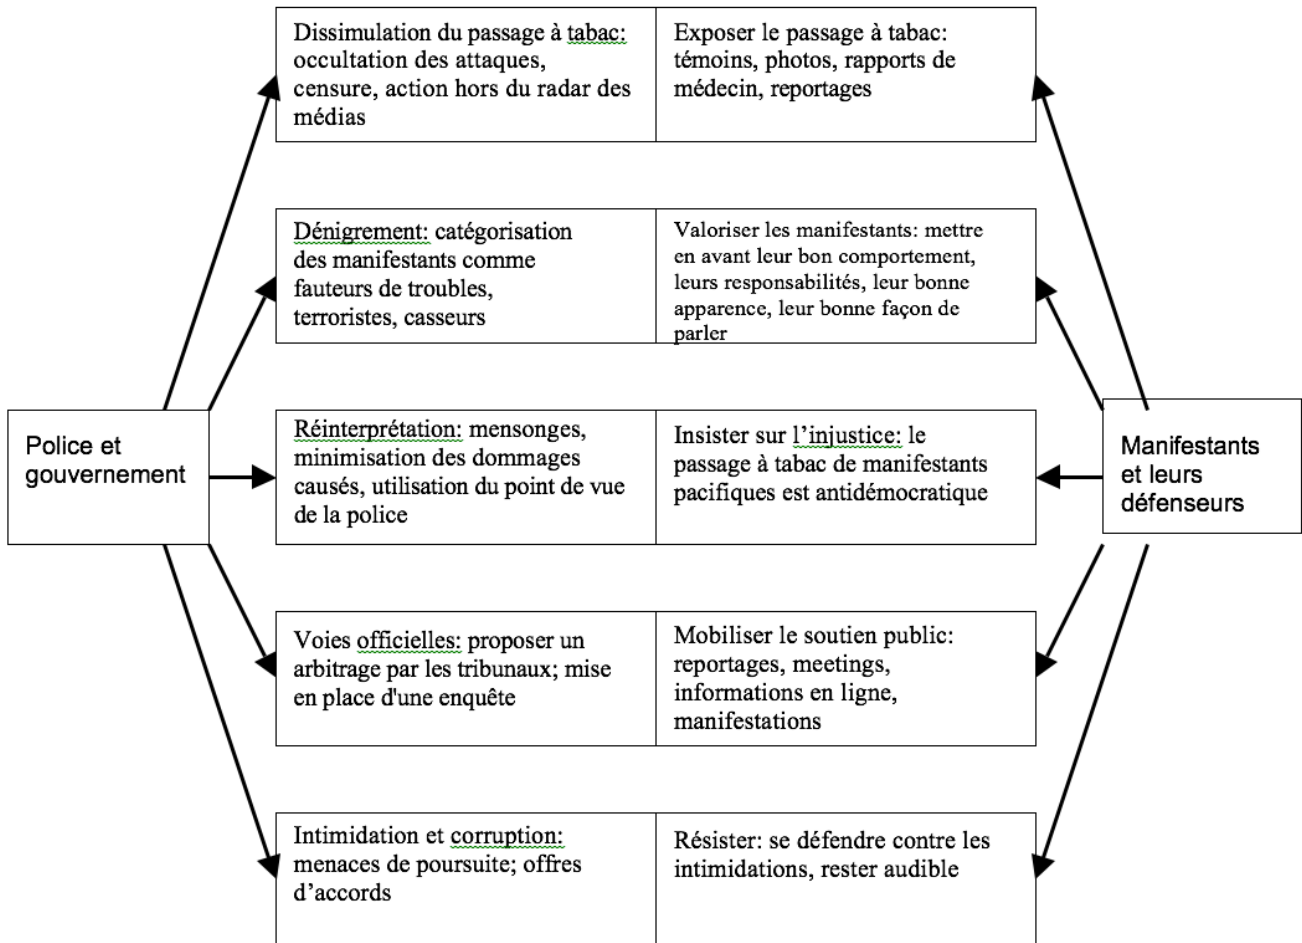 Dissimulation du passage à tabac:
occultation des attaques,
censure, action hors du radar des
médias
Exposer le passage à tabac:
témoins, photos, rapports de
médecin, reportages
Dénigrement: catégorisation
des manifestants comme
fauteurs de troubles,
terroristes, casseurs
Valoriser les manifestants: mettre
en avant leur bon comportement,
leurs responsabilités, leur bonne
apparence, leur bonne façon de
parler
Police et
gouvernement
Réinterprétation: mensonges,
minimisation des dommages
causés, utilisation du point de vue
de la police
Insister sur l'injustice: le
passage à tabac de manifestants
pacifiques est antidémocratique
Manifestants
et leurs
défenseurs
Voies officielles: proposer un
arbitrage par les tribunaux; mise
en place d'une enquête
Mobiliser le soutien public:
reportages, meetings,
informations en ligne,
manifestations
Intimidation et corruption:
menaces de poursuite; offres
d'accords
Résister: se défendre contre les
intimidations, rester audible